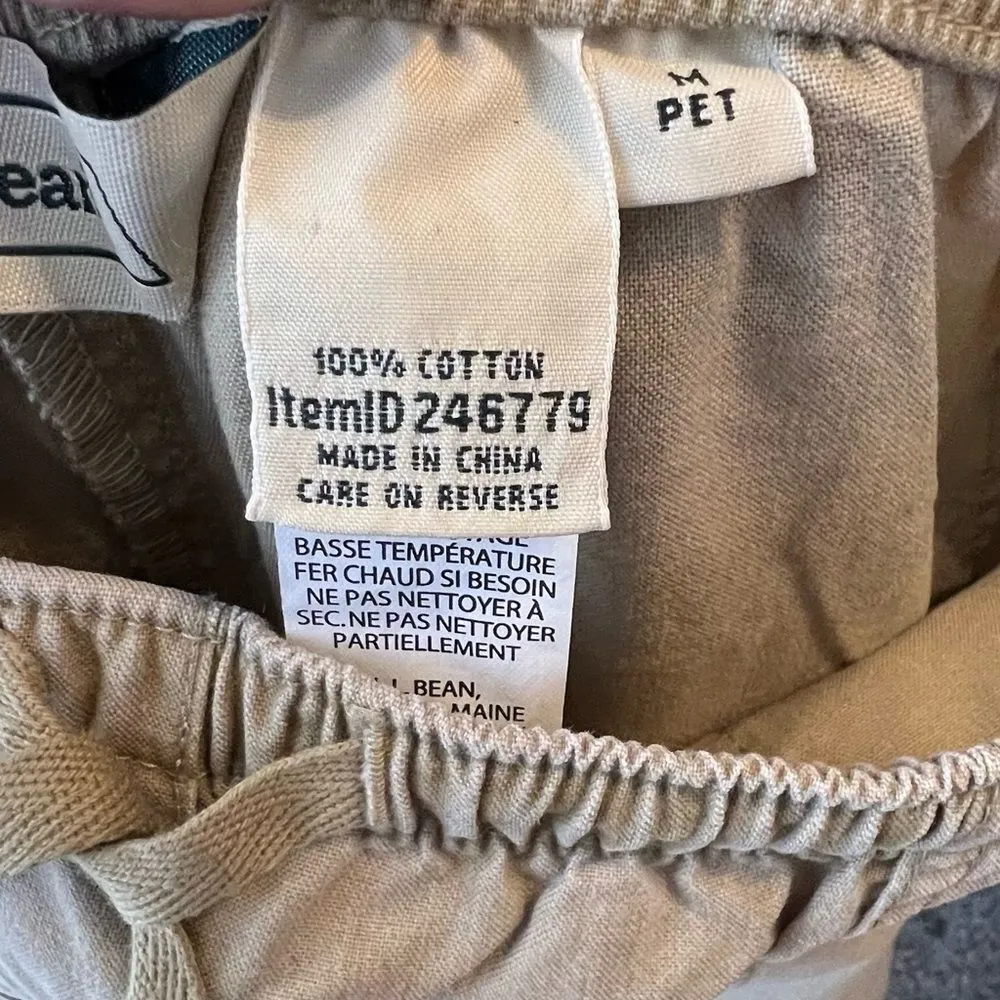 M
PET
100% COTTON
ItemID 246779
MADE IN CHINA
CARE ON REVERSE
BASSE TEMPÉRATURE
FER CHAUD SI BESOIN
NE PAS NETTOYER À
SEC. NE PAS NETTOYER
PARTIELLEMENT
L. BEAN,
MAINE